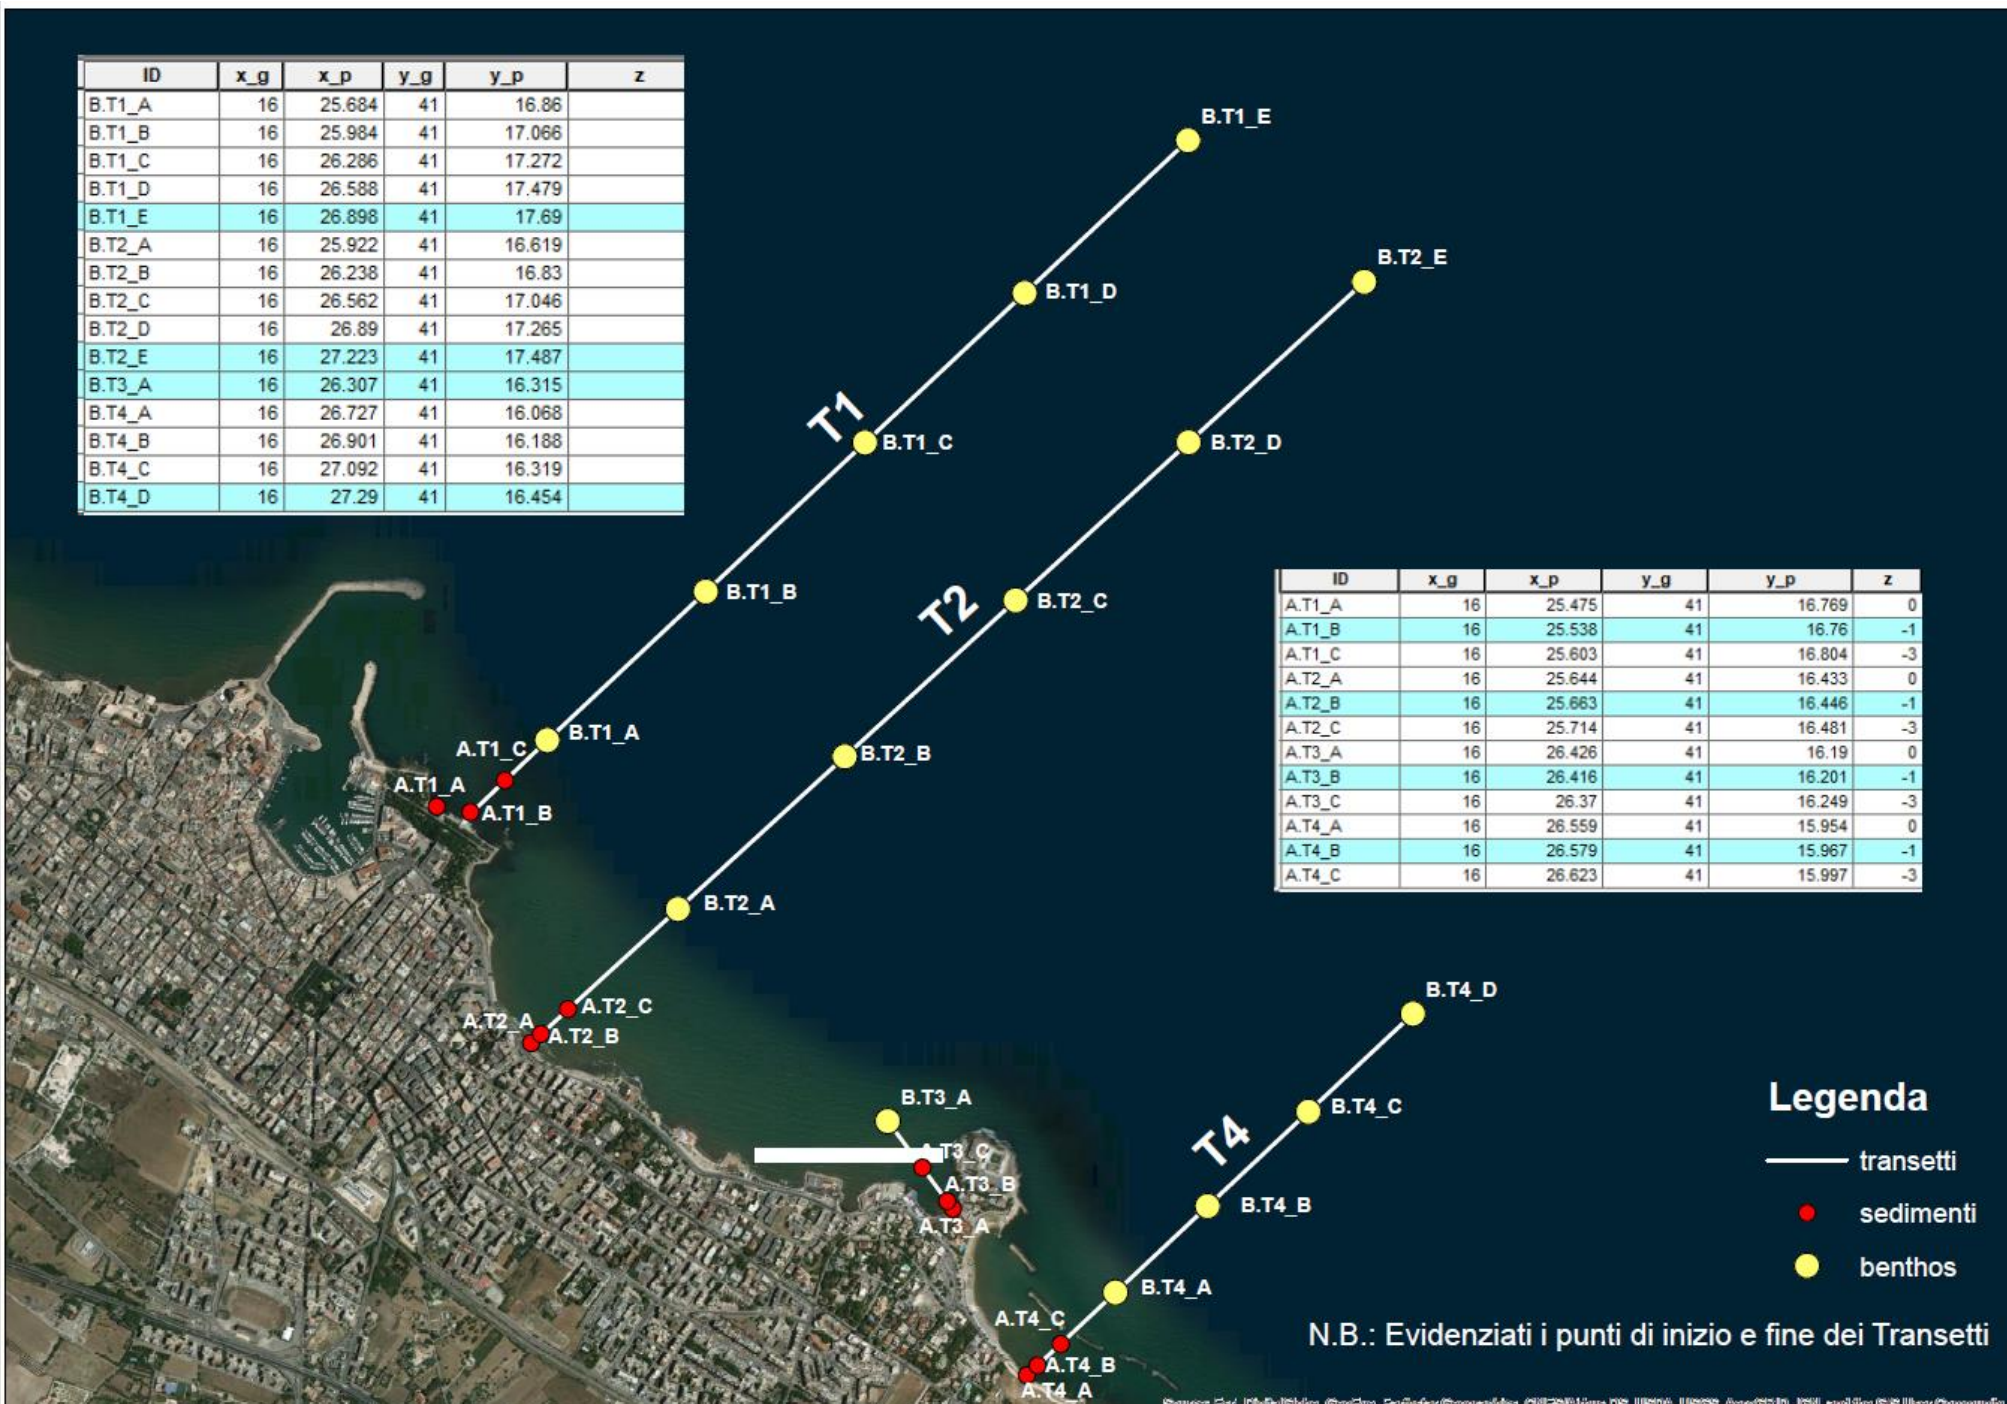 ID x_g x_p y_g y_p z
B.T1_A 16 25.684 41 16.86
B.T1_B 16 25.984 41 17.066
B.T1_C 16 26.286 41 17.272
B.T1_D 16 26.588 41 17.479
B.T1_E 16 26.898 41 17.69
B.T2_A 16 25.922 41 16.619
B.T2_B 16 26.238 41 16.83
B.T2_C 16 26.562 41 17.046
B.T2_D 16 26.89 41 17.265
B.T2_E 16 27.223 41 17.487
B.T3_A 16 26.307 41 16.315
B.T4_A 16 26.727 41 16.068
B.T4_B 16 26.901 41 16.188
B.T4_C 16 27.092 41 16.319
B.T4_D 16 27.29 41 16.454
B.T1_E
B.T2_E
B.T1_D
T1
B.T1_C
B.T2_D
B.T1_B
T2
B.T2_C
ID x_g x_p y_g y_p z
A.T1_A 16 25.475 41 16.769 0
A.T1_B 16 25.538 41 16.76 -1
A.T1_C 16 25.603 41 16.804 -3
A.T2_A 16 25.644 41 16.433 0
A.T2_B 16 25.663 41 16.446 -1
A.T2_C 16 25.714 41 16.481 -3
A.T3_A 16 26.426 41 16.19 0
A.T3_B 16 26.416 41 16.201 -1
A.T3_C 16 26.37 41 16.249 -3
A.T4_A 16 26.559 41 15.954 0
A.T4_B 16 26.579 41 15.967 -1
A.T4_C 16 26.623 41 15.997 -3
B.T1_A
A.T1_C
B.T2_B
A.T1_A
A.T1_B
B.T2_A
A.T2_C
A.T2_A
A.T2_B
B.T4_D
B.T3_A
B.T4_C
T4
A.T3_C
A.T3_B
B.T4_B
A.T3_A
B.T4_A
A.T4_C
A.T4_B
A.T4_A
Legenda
transetti
sedimenti
benthos
N.B.: Evidenziati i punti di inizio e fine dei Transetti